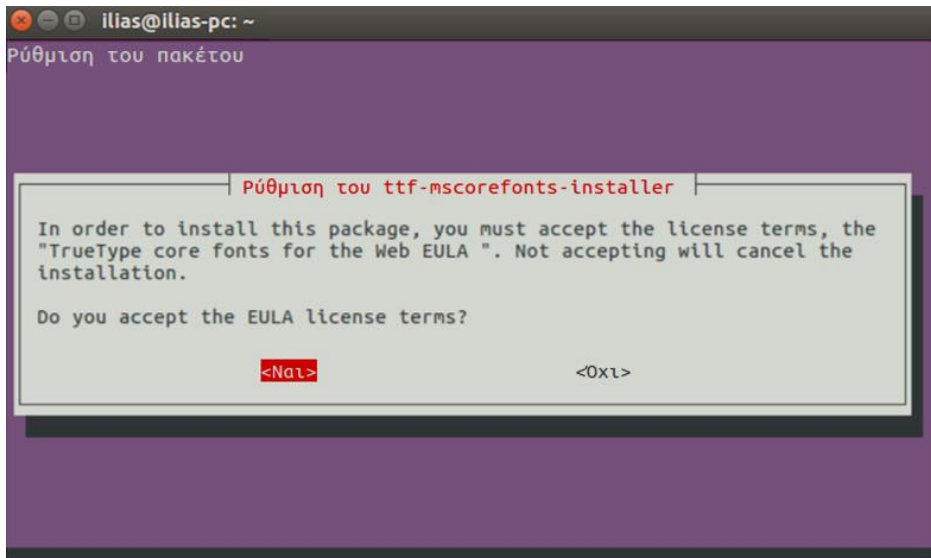 ilias@ilias-pc: ~
Ρύθμιση του πακέτου
Ρύθμιση του ttf-mscorefonts-installer
In order to install this package, you must accept the license terms, the
"TrueType core fonts for the Web EULA ". Not accepting will cancel the
installation.
Do you accept the EULA license terms?
<Ναι> <Όχι>